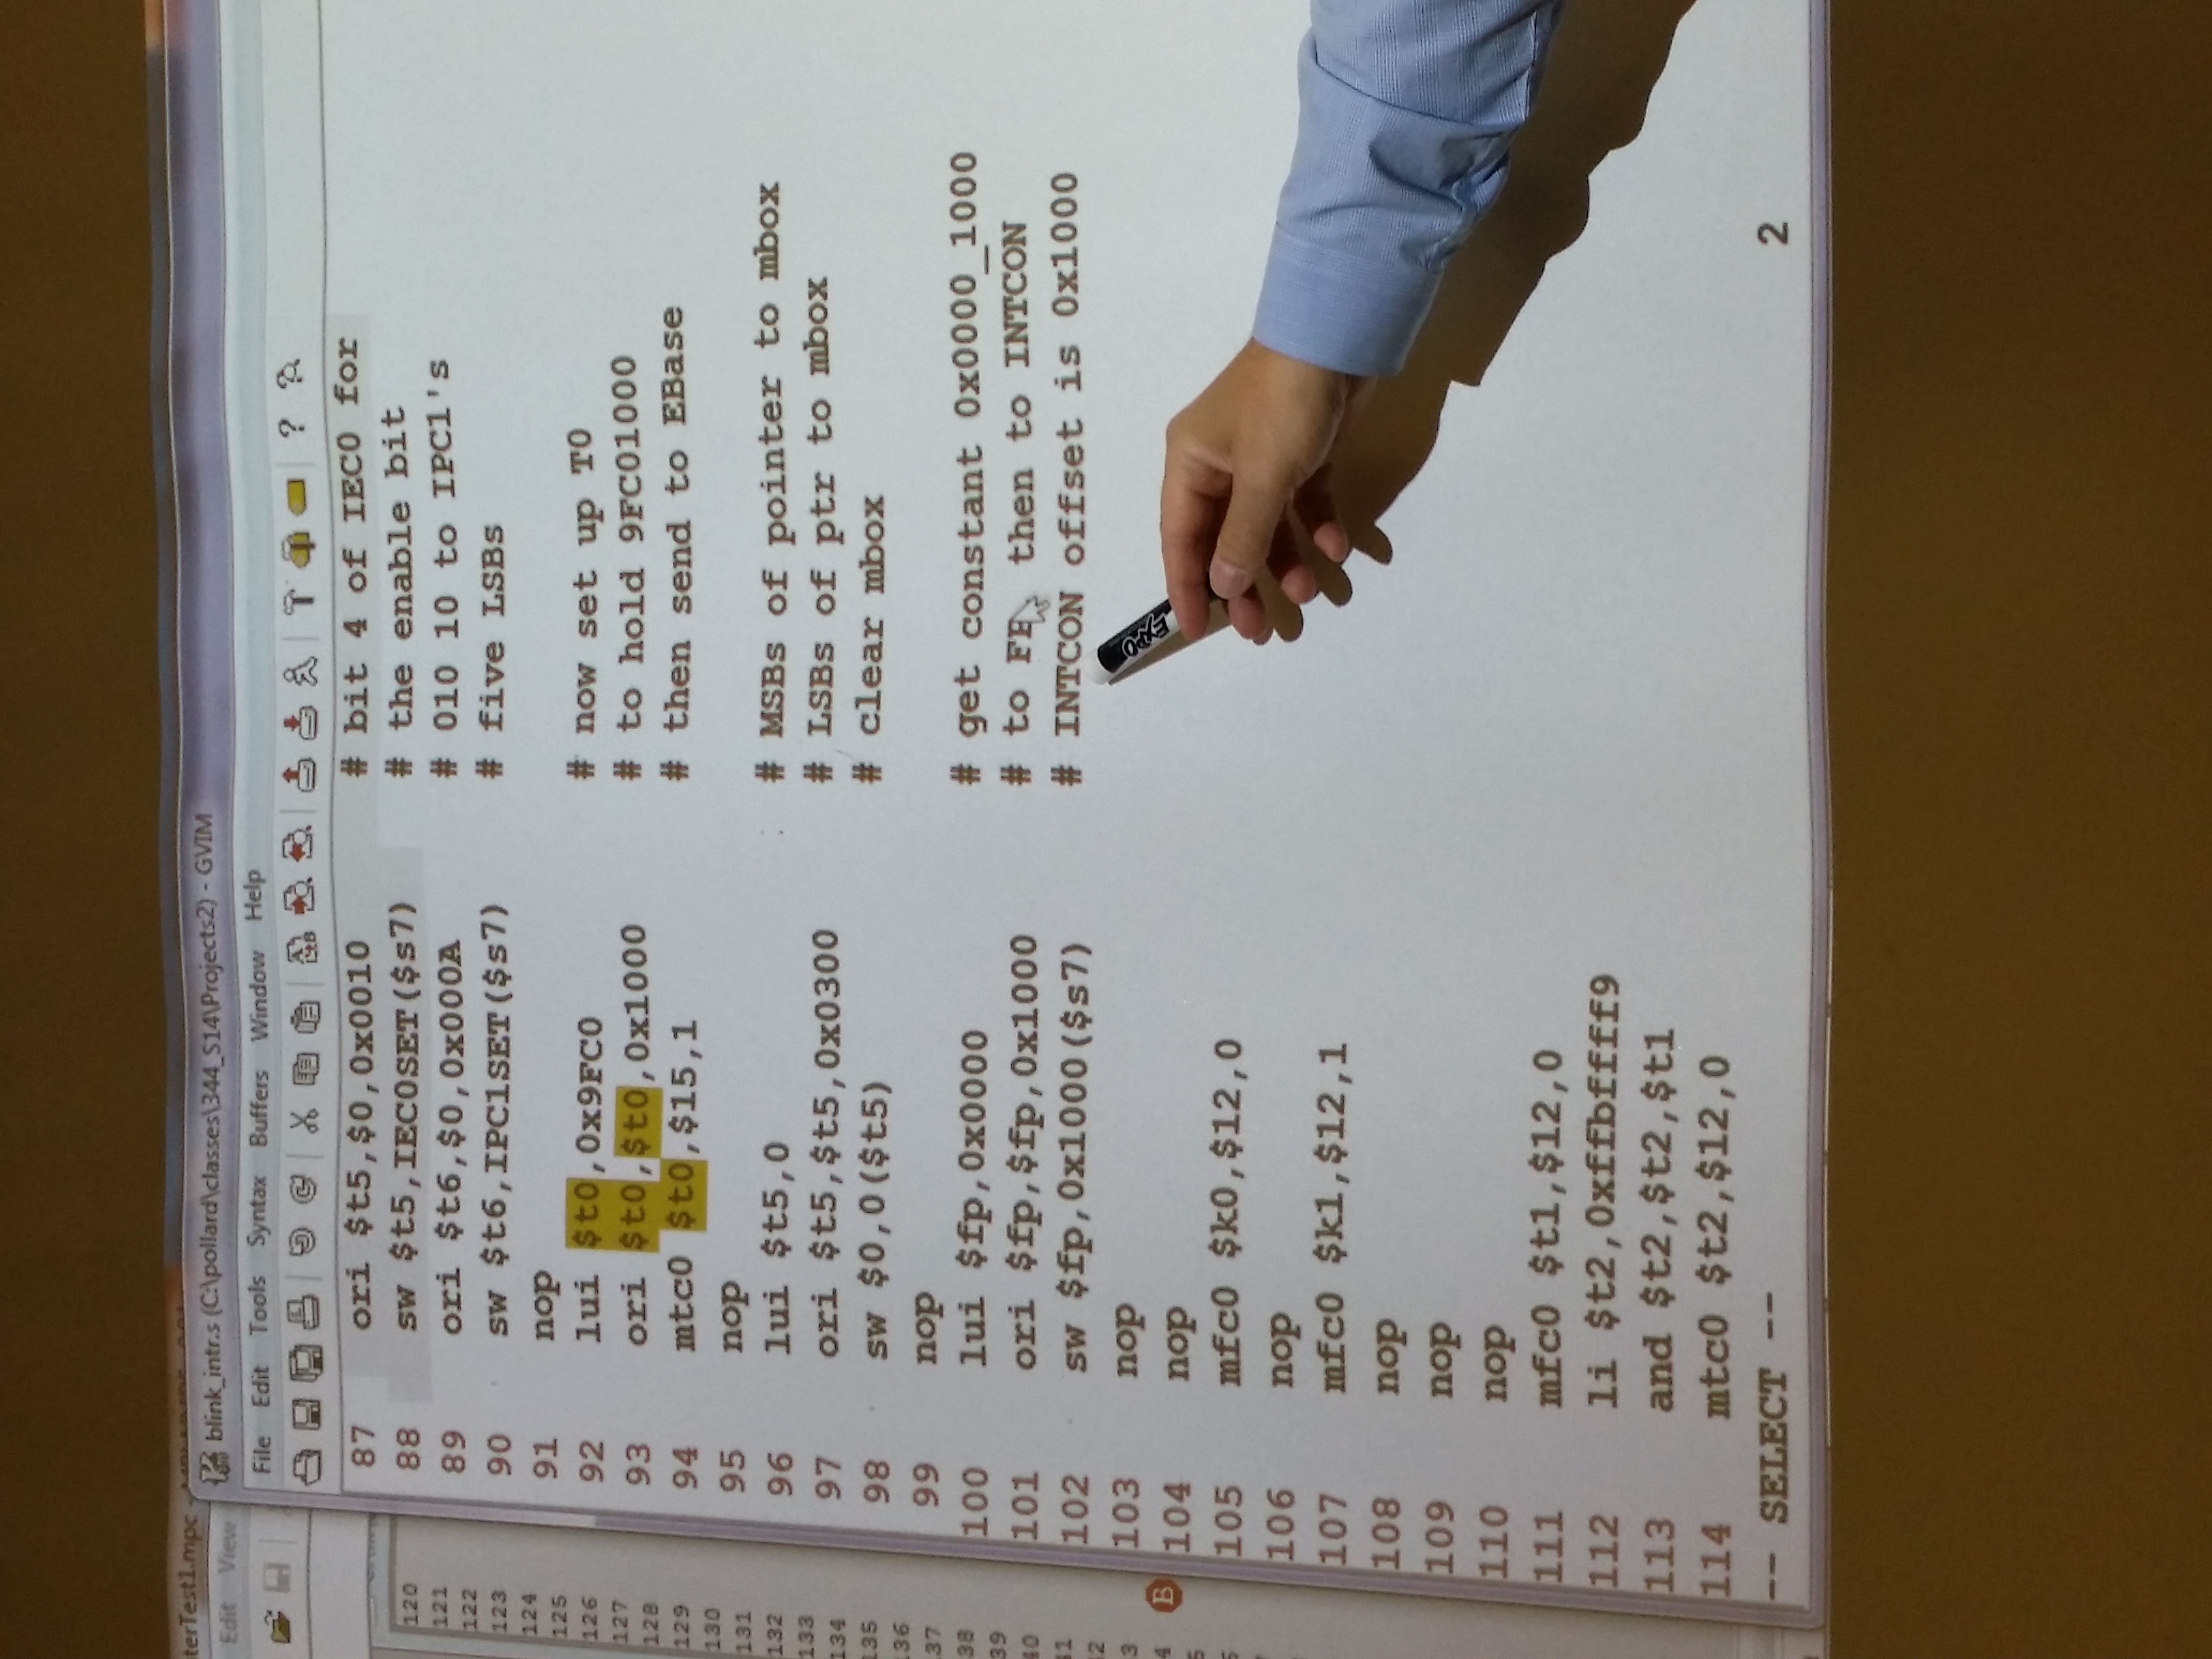 terTest1.mpc
Edit View
blink_intr.s (C:\pollard\classes\344_S14\Projects2) - GVIM
File Edit Tools Syntax Buffers Window Help
87 ori $t5,$0,0x0010 # bit 4 of IEC0 for
88 sw $t5,IEC0SET($s7) # the enable bit
89 ori $t6,$0,0x000A # 010 10 to IPC1's
90 sw $t6,IPC1SET($s7) # five LSBs
91 nop
92 lui $t0,0x9FC0 # now set up T0
93 ori $t0,$t0,0x1000 # to hold 9FC01000
94 mtc0 $t0,$15,1 # then send to EBase
95 nop
96 lui $t5,0 # MSBs of pointer to mbox
97 ori $t5,$t5,0x0300 # LSBs of ptr to mbox
98 sw $0,0($t5) # clear mbox
99 nop
100 lui $fp,0x0000 # get constant 0x0000_1000
101 ori $fp,$fp,0x1000 # to then to INTCON
102 sw $fp,0x1000($s7) # INTCON offset is 0x1000
103 nop
104 nop
105 mfc0 $k0,$12,0
106 nop
107 mfc0 $k1,$12,1
108 nop
109 nop
110 nop
111 mfc0 $t1,$12,0
112 li $t2,0xffbffff9
113 and $t2,$t2,$t1
114 mtc0 $t2,$12,0
-- SELECT -- 2
120
121
122
123
124
125
126
127
128
129
130
131
132
133
134
135
136
37
38
39
40
41
B
EXPO